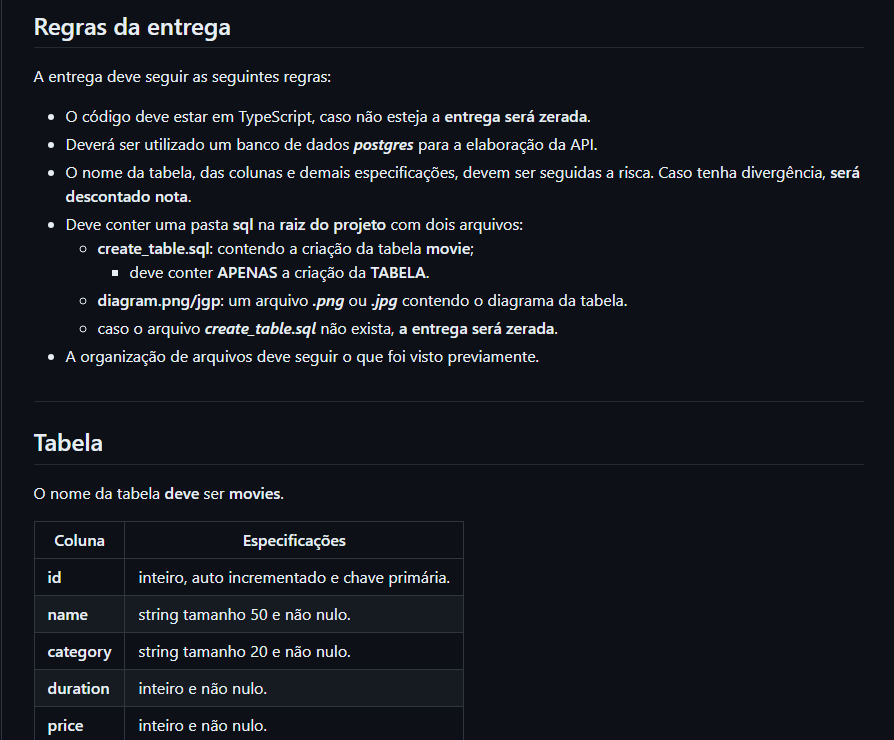 Regras da entrega
A entrega deve seguir as seguintes regras:
O código deve estar em TypeScript, caso não esteja a entrega será zerada.
Deverá ser utilizado um banco de dados postgres para a elaboração da API.
O nome da tabela, das colunas e demais especificações, devem ser seguidas a risca. Caso tenha divergência, será
descontado nota.
Deve conter uma pasta sql na raiz do projeto com dois arquivos:
create_table.sql: contendo a criação da tabela movie;
deve conter APENAS a criação da TABELA.
diagram.png/jgp: um arquivo .png ou .jpg contendo o diagrama da tabela.
caso o arquivo create_table.sql não exista, a entrega será zerada.
A organização de arquivos deve seguir o que foi visto previamente.
Tabela
O nome da tabela deve ser movies.
Coluna Especificações
id inteiro, auto incrementado e chave primária.
name string tamanho 50 e não nulo.
category string tamanho 20 e não nulo.
duration inteiro e não nulo.
price inteiro e não nulo.